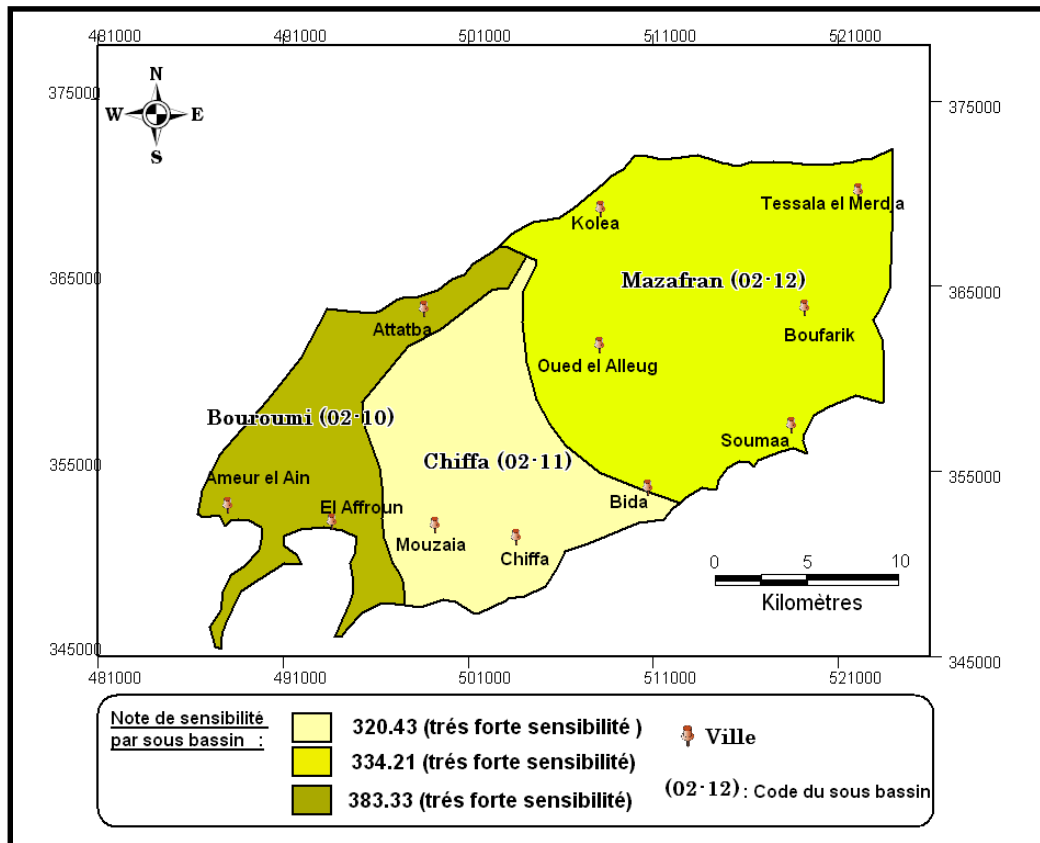 481000 491000 501000 511000 521000
375000 375000
N
W E
S
Tessala el Merdja
Kolea
365000 365000
Mazafran (02-12)
Attatba
Boufarik
Oued el Alleug
Bouroumi (02-10)
Soumaa
Chiffa (02-11)
355000 355000
Ameur el Ain
Bida
El Affroun
Mouzaia
Chiffa
0 5 10
Kilomètres
345000 345000
481000 491000 501000 511000 521000
Note de sensibilité
par sous bassin :
320.43 (trés forte sensibilité )
334.21 (trés forte sensibilité)
383.33 (trés forte sensibilité)
Ville
(02-12) : Code du sous bassin